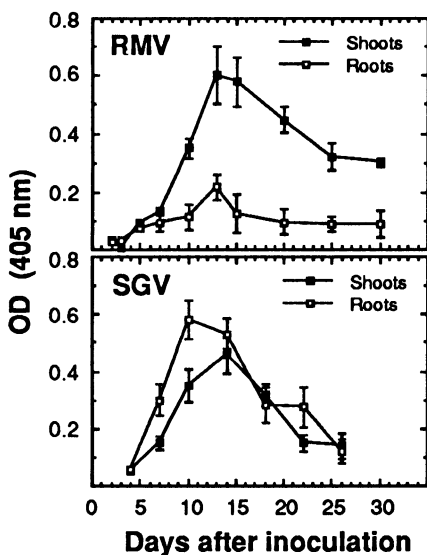 0.8
RMV
Shoots
Roots
0.6
0.4
0.2
0.8
SGV
Shoots
Roots
0.6
0.4
0.2
OD (405 nm)
0 5 10 15 20 25 30
Days after inoculation